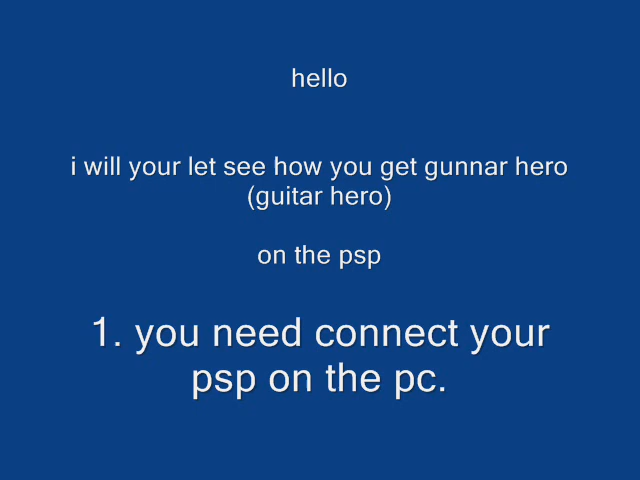 hello
i will your let see how you get gunnar hero
(guitar hero)
on the psp
1. you need connect your
psp on the pc.